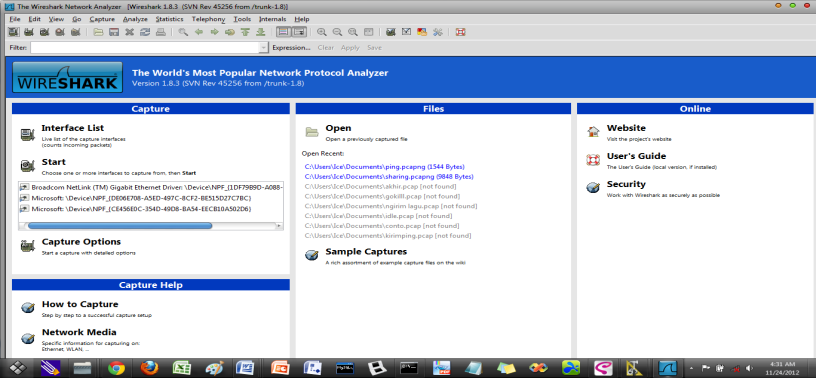 The Wireshark Network Analyzer [Wireshark 1.8.3 (SVN Rev 45256 from /trunk-1.8)]
File Edit View Go Capture Analyze Statistics Telephony Tools Internals Help
Filter: Expression... Clear Apply Save
WIRESHARK
The World's Most Popular Network Protocol Analyzer
Version 1.8.3 (SVN Rev 45256 from /trunk-1.8)
Capture
Interface List
Live list of the capture interfaces
(counts incoming packets)
Start
Choose one or more interfaces to capture from, then Start
Broadcom NetLink (TM) Gigabit Ethernet Driver: \Device\NPF_{1DF79B9D-A088-
Microsoft: \Device\NPF_{DE06E708-A5ED-497C-8CF2-BE515D27C7BC}
Microsoft: \Device\NPF_{CE456E0C-354D-49D8-8A54-EECB10A502D6}
Capture Options
Start a capture with detailed options
Capture Help
How to Capture
Step by step to a successful capture setup
Network Media
Specific information for capturing on:
Ethernet, WLAN, ...
Files
Open
Open a previously captured file
Open Recent:
C:\Users\Ice\Documents\ping.pcapng (1544 Bytes)
C:\Users\Ice\Documents\sharing.pcapng (9848 Bytes)
C:\Users\Ice\Documents\akhir.pcap [not found]
C:\Users\Ice\Documents\gokilll.pcap [not found]
C:\Users\Ice\Documents\ngirim lagu.pcap [not found]
C:\Users\Ice\Documents\idle.pcap [not found]
C:\Users\Ice\Documents\conto.pcap [not found]
C:\Users\Ice\Documents\kirimping.pcap [not found]
Sample Captures
A rich assortment of example capture files on the wiki
Online
Website
Visit the project's website
User's Guide
The User's Guide (local version, if installed)
Security
Work with Wireshark as securely as possible
4:31 AM
11/24/2012